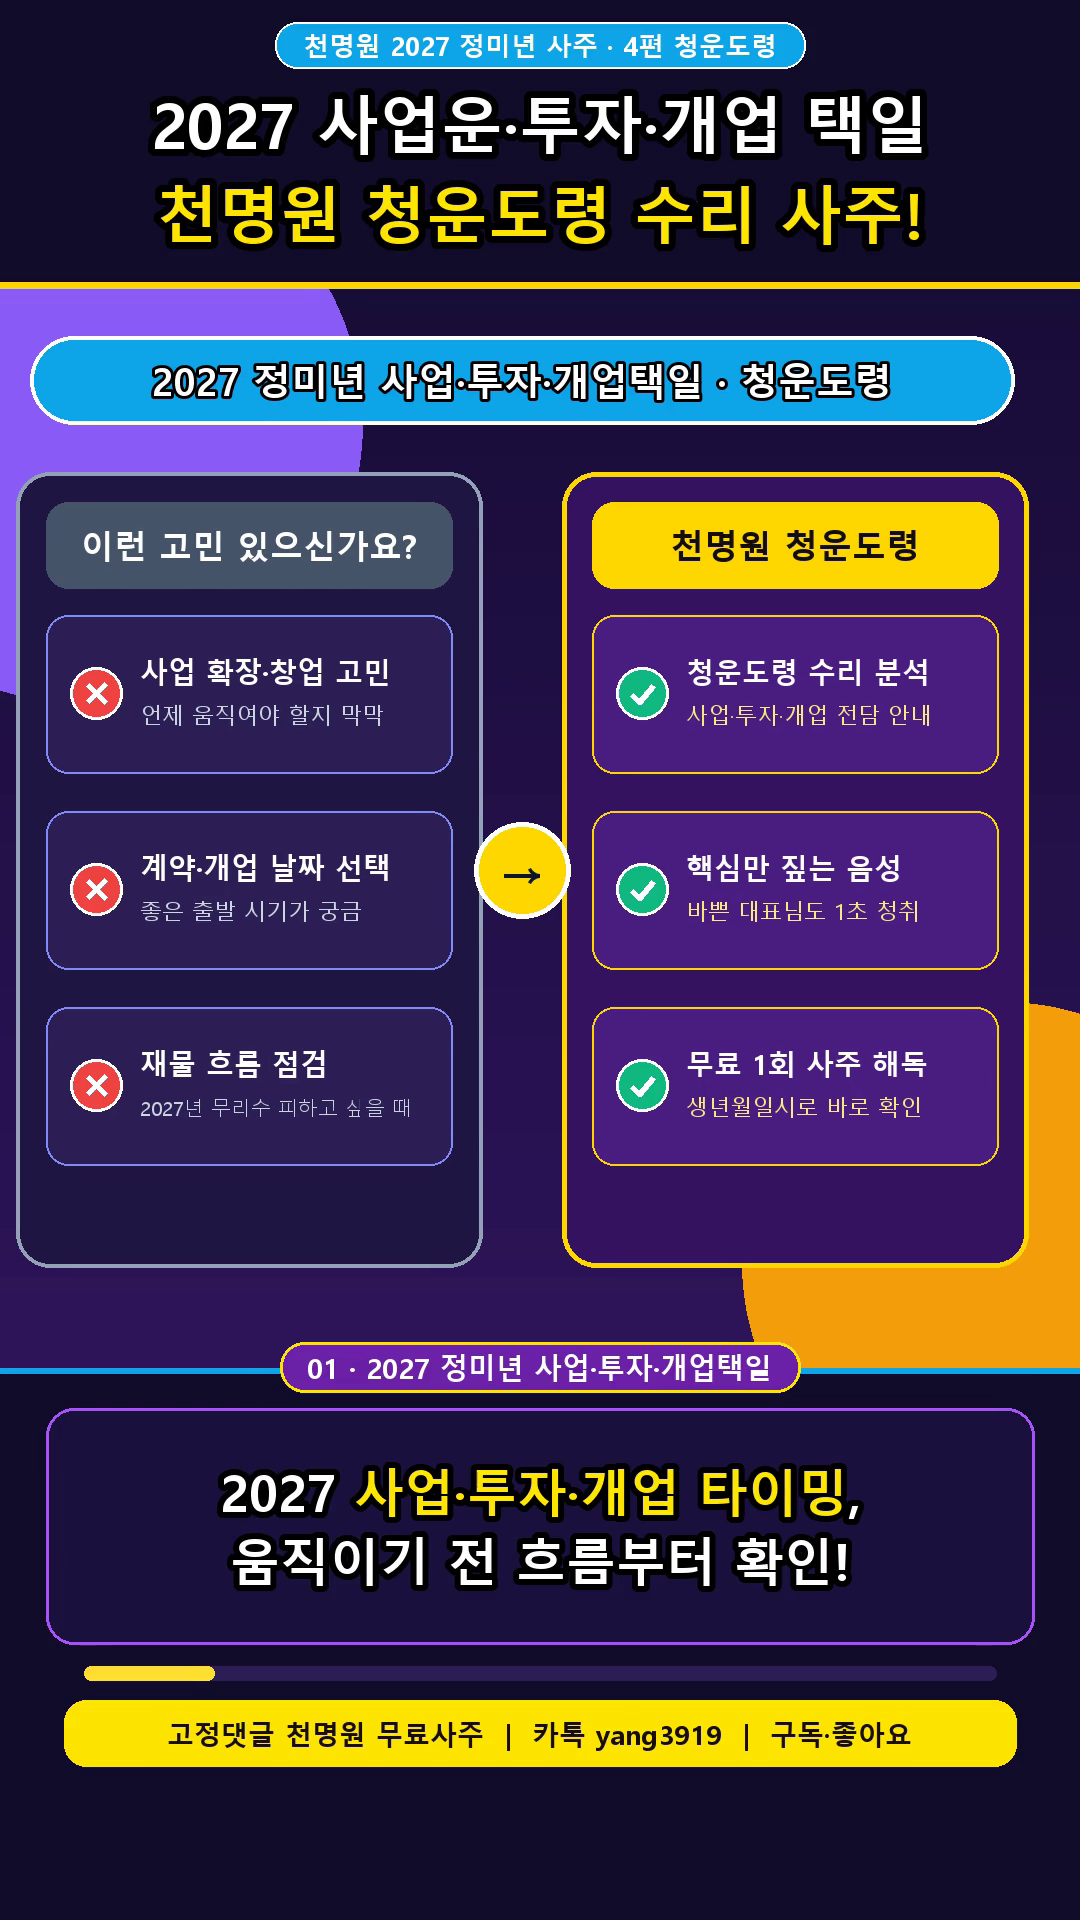 천명원 2027 정미년 사주 · 4편 청운도령
2027 사업운·투자·개업 택일
천명원 청운도령 수리 사주!
2027 정미년 사업·투자·개업택일 · 청운도령
이런 고민 있으신가요?
사업 확장·창업 고민
언제 움직여야 할지 막막
계약·개업 날짜 선택
좋은 출발 시기가 궁금
재물 흐름 점검
2027년 무리수 피하고 싶을 때
→
천명원 청운도령
청운도령 수리 분석
사업·투자·개업 전담 안내
핵심만 짚는 음성
바쁜 대표님도 1초 청취
무료 1회 사주 해독
생년월일시로 바로 확인
01 · 2027 정미년 사업·투자·개업택일
2027 사업·투자·개업 타이밍,
움직이기 전 흐름부터 확인!
고정댓글 천명원 무료사주 | 카톡 yang3919 | 구독·좋아요